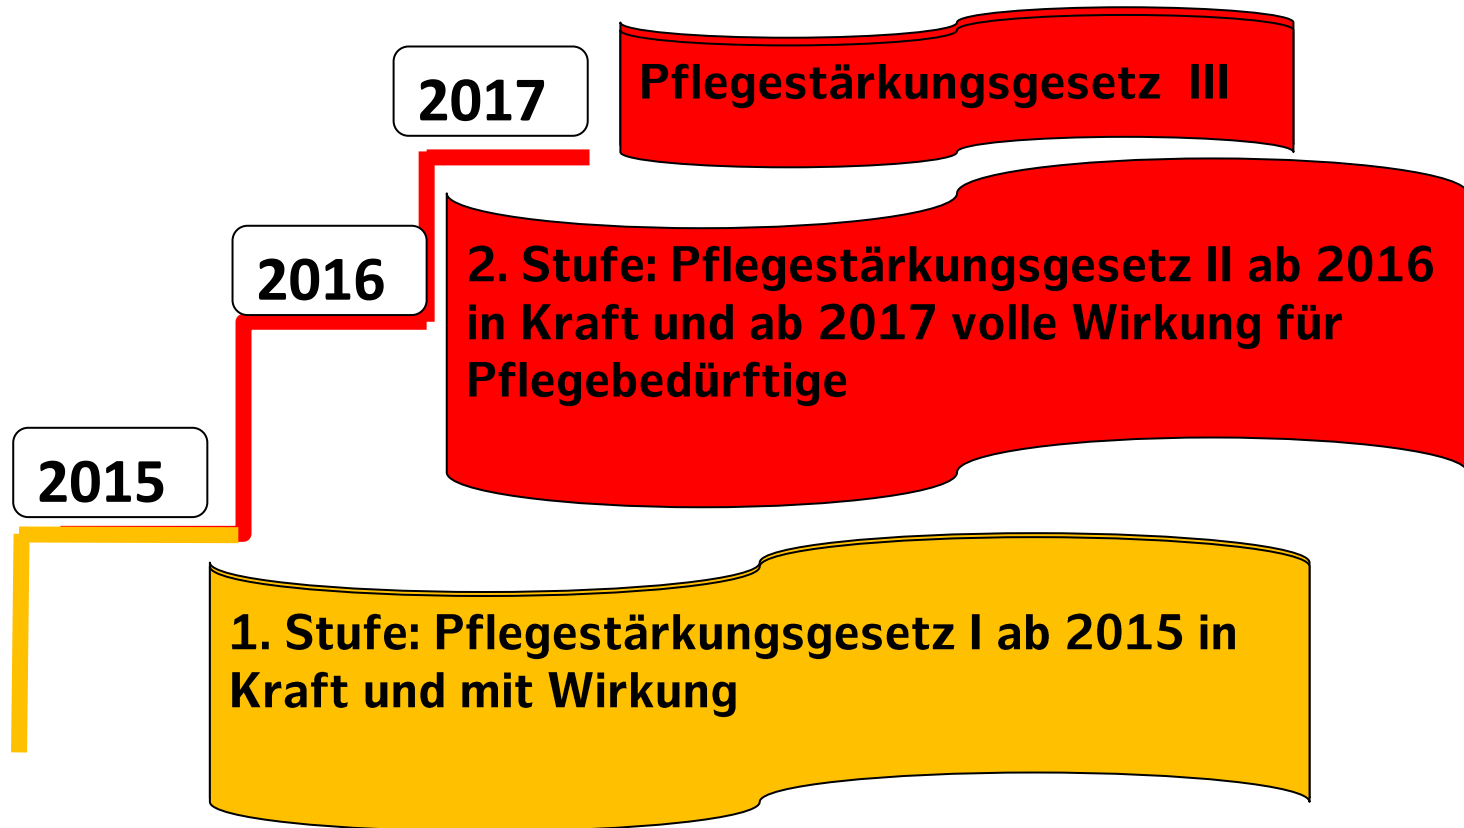 2017
Pflegestärkungsgesetz III
2016
2. Stufe: Pflegestärkungsgesetz II ab 2016
in Kraft und ab 2017 volle Wirkung für
Pflegebedürftige
2015
1. Stufe: Pflegestärkungsgesetz I ab 2015 in
Kraft und mit Wirkung